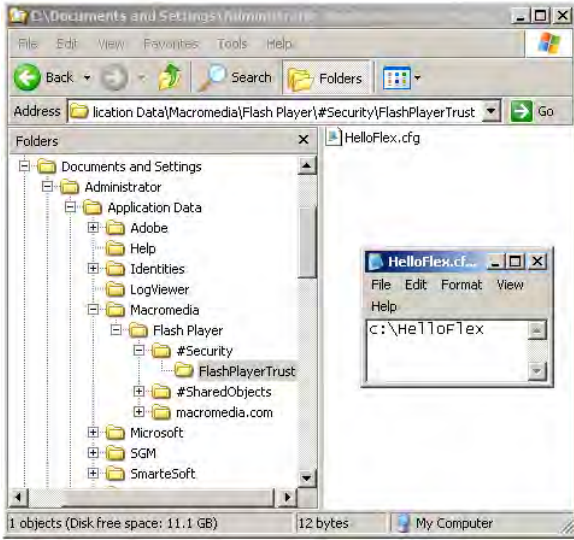 C:\Documents and Settings\Administrator
File Edit View Favorites Tools Help
Back Search Folders
Address lication Data\Macromedia\Flash Player\#Security\FlashPlayerTrust Go
Folders x
HelloFlex.cfg
Documents and Settings
Administrator
Application Data
Adobe
Help
Identities
LogViewer
Macromedia
Flash Player
#Security
FlashPlayerTrust
#SharedObjects
macromedia.com
Microsoft
SGM
SmarteSoft
HelloFlex.cf...
File Edit Format View
Help
c:\HelloFlex
1 objects (Disk free space: 11.1 GB) 12 bytes My Computer